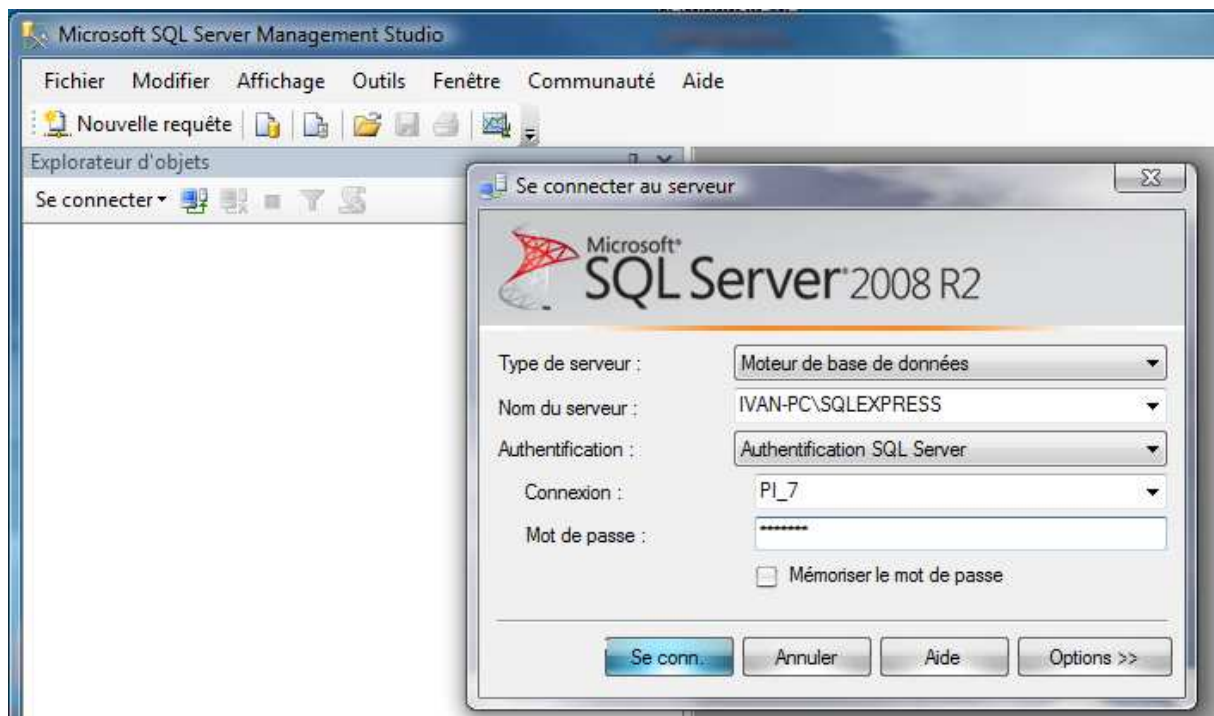 Microsoft SQL Server Management Studio
Fichier Modifier Affichage Outils Fenêtre Communauté Aide
Nouvelle requête
Explorateur d'objets
Se connecter
Se connecter au serveur
Microsoft®
SQL Server® 2008 R2
Type de serveur : Moteur de base de données
Nom du serveur : IVAN-PC\SQLEXPRESS
Authentification : Authentification SQL Server
Connexion : PI_7
Mot de passe : *******
Mémoriser le mot de passe
Se conn. Annuler Aide Options >>